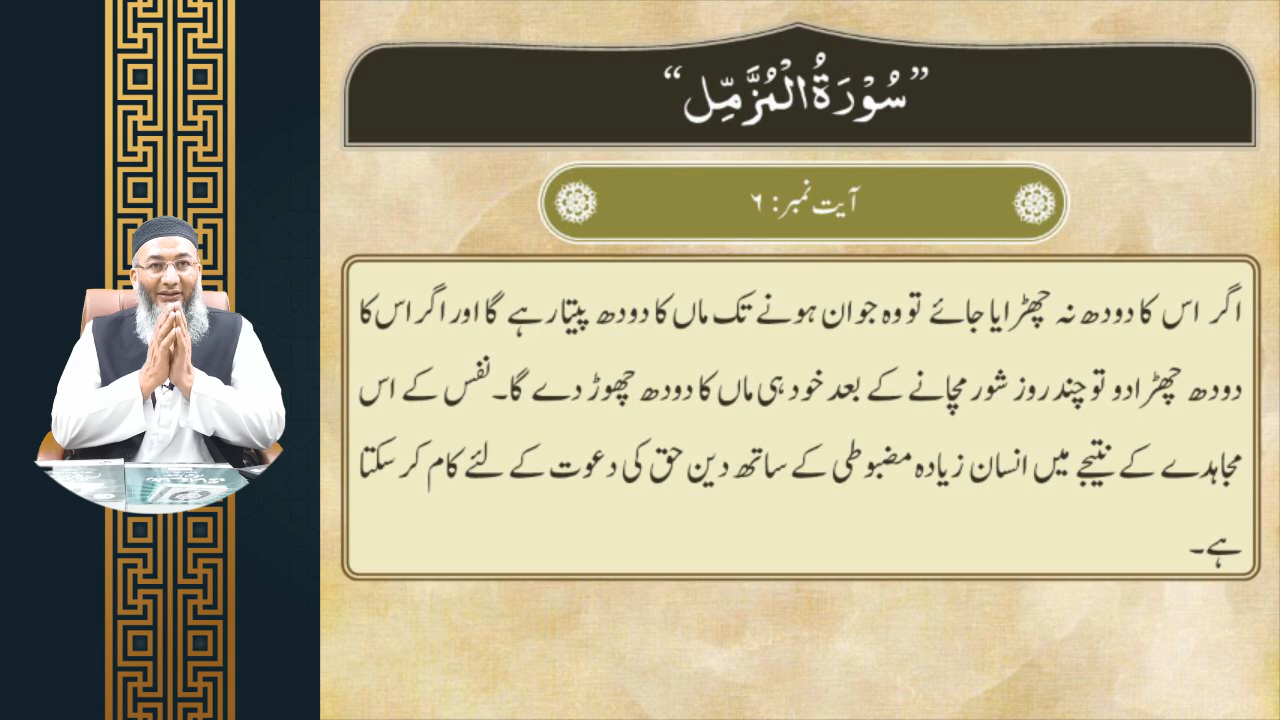 ”سُوْرَةُ الْمُزَّمِّل“
آیت نمبر: ۶
اگر اس کا دودھ نہ چھڑایا جائے تو وہ جوان ہونے تک ماں کا دودھ پیتا رہے گا اور اگر اس کا
دودھ چھڑا دو تو چند روز شور مچانے کے بعد خود ہی ماں کا دودھ چھوڑ دے گا۔ نفس کے اس
مجاہدے کے نتیجے میں انسان زیادہ مضبوطی کے ساتھ دین حق کی دعوت کے لئے کام کر سکتا
ہے۔